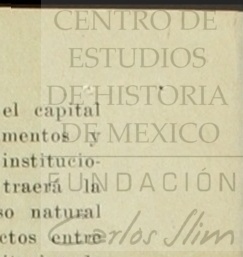 CENTRO DE
ESTUDIOS
DE HISTORIA
DE MEXICO
FUNDACIÓN
Carlos Slim
el capital
mentos y
institucio-
traerá la
so natural
ctos entre